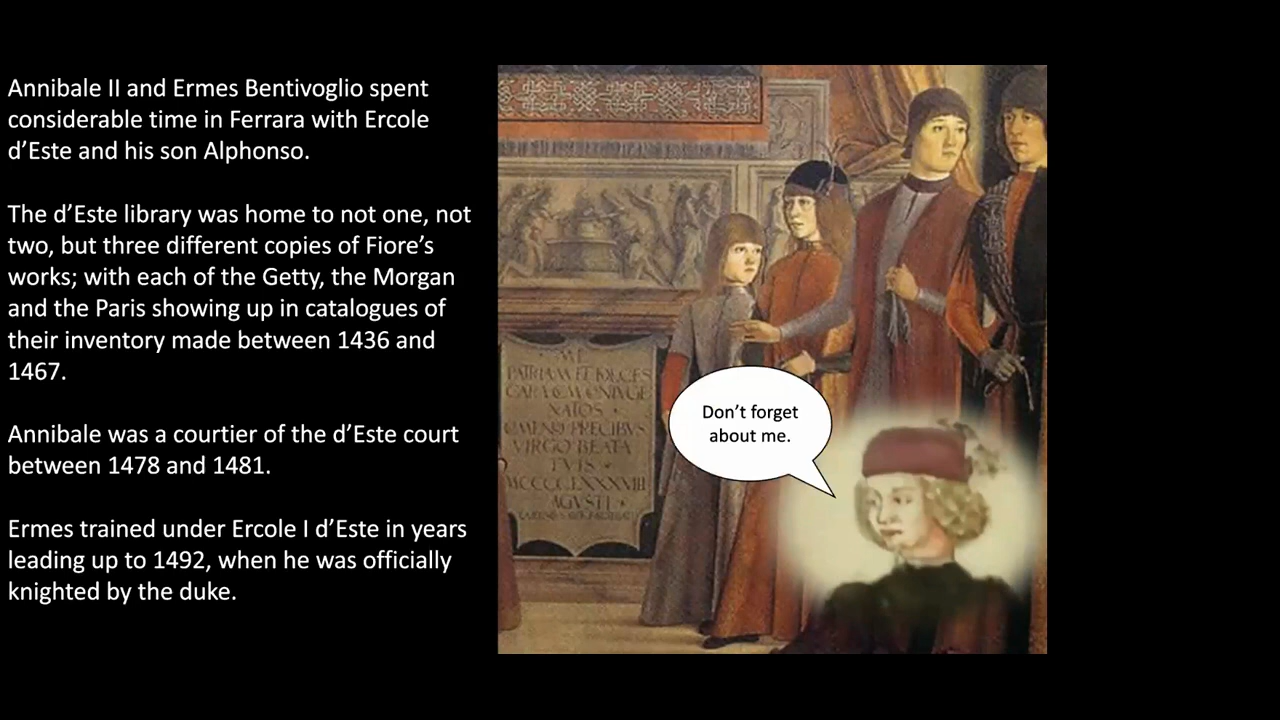 Annibale II and Ermes Bentivoglio spent
considerable time in Ferrara with Ercole
d’Este and his son Alphonso.
The d’Este library was home to not one, not
two, but three different copies of Fiore’s
works; with each of the Getty, the Morgan
and the Paris showing up in catalogues of
their inventory made between 1436 and
1467.
Annibale was a courtier of the d’Este court
between 1478 and 1481.
Ermes trained under Ercole I d’Este in years
leading up to 1492, when he was officially
knighted by the duke.
Don’t forget
about me.
ME
PATRIAM ET DULCES
CARA CUM CONIUGE
NATOS
PRECIBVS
VIRGO BEATA
TVIS
MCCCCLXXXVIII
AGVSTI